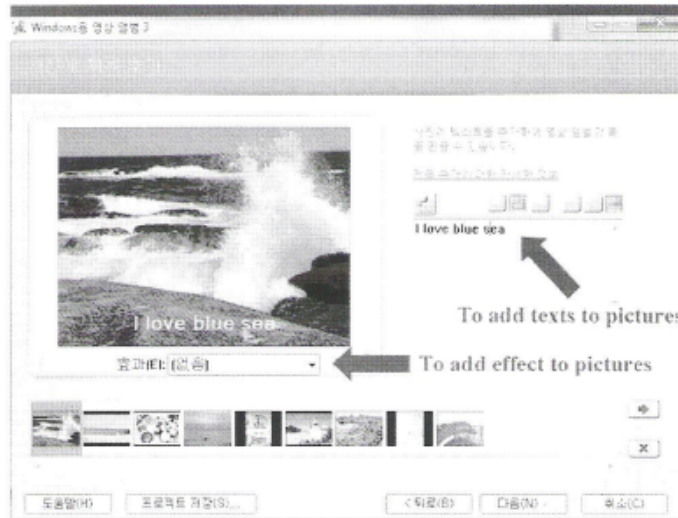 Windows용 영상 앨범 3
I love blue sea
To add texts to pictures
I love blue sea
효과(E): (없음)
To add effect to pictures
도움말(H)
프로젝트 저장(S)...
< 뒤로(B)
다음(N)
취소(C)